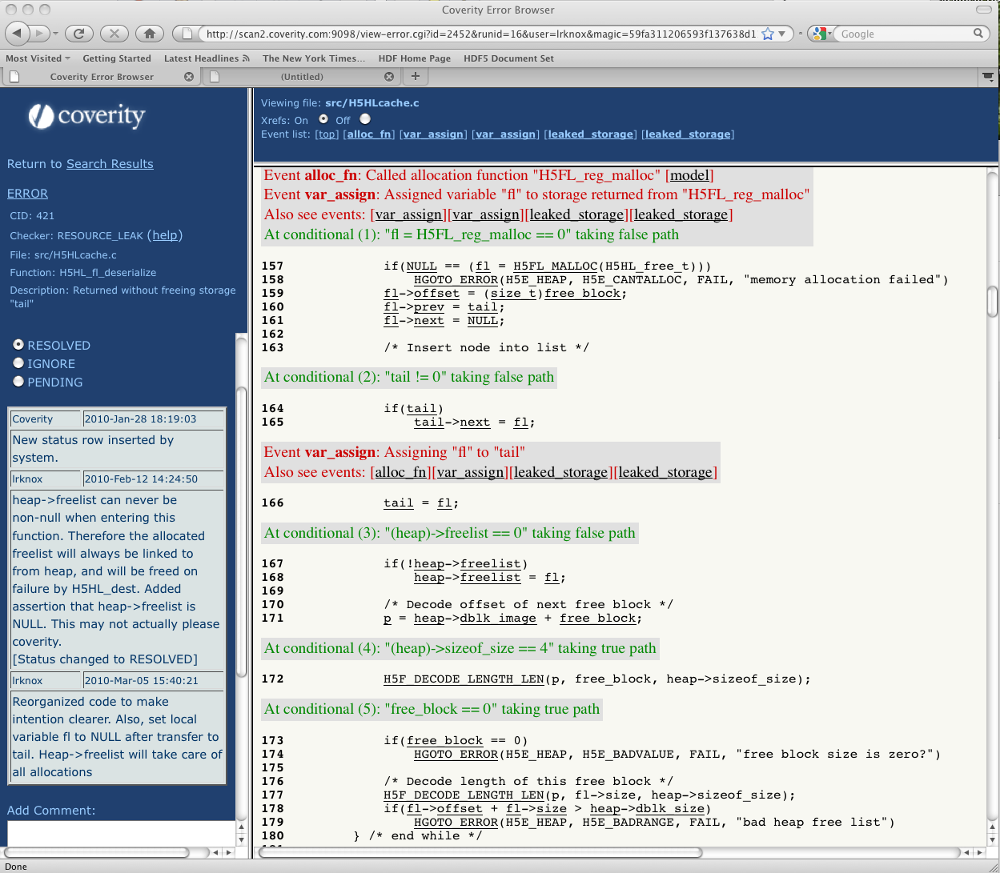 Coverity Error Browser
http://scan2.coverity.com:9098/view-error.cgi?id=2452&runid=16&user=lrknox&magic=59fa311206593f137638d1
Google
Most Visited Getting Started Latest Headlines The New York Times... HDF Home Page HDF5 Document Set
Coverity Error Browser (Untitled)
coverity
Return to Search Results
ERROR
CID: 421
Checker: RESOURCE_LEAK (help)
File: src/H5HLcache.c
Function: H5HL_fl_deserialize
Description: Returned without freeing storage
"tail"
RESOLVED
IGNORE
PENDING
Coverity 2010-Jan-28 18:19:03
New status row inserted by
system.
lrknox 2010-Feb-12 14:24:50
heap->freelist can never be
non-null when entering this
function. Therefore the allocated
freelist will always be linked to
from heap, and will be freed on
failure by H5HL_dest. Added
assertion that heap->freelist is
NULL. This may not actually please
coverity.
[Status changed to RESOLVED]
lrknox 2010-Mar-05 15:40:21
Reorganized code to make
intention clearer. Also, set local
variable fl to NULL after transfer to
tail. Heap->freelist will take care of
all allocations
Add Comment:
Viewing file: src/H5HLcache.c
Xrefs: On Off
Event list: [top] [alloc_fn] [var_assign] [var_assign] [leaked_storage] [leaked_storage]
Event alloc_fn: Called allocation function "H5FL_reg_malloc" [model]
Event var_assign: Assigned variable "fl" to storage returned from "H5FL_reg_malloc"
Also see events: [var_assign][var_assign][leaked_storage][leaked_storage]
At conditional (1): "fl = H5FL_reg_malloc == 0" taking false path
157 if(NULL == (fl = H5FL_MALLOC(H5HL_free_t)))
158 HGOTO_ERROR(H5E_HEAP, H5E_CANTALLOC, FAIL, "memory allocation failed")
159 fl->offset = (size_t)free_block;
160 fl->prev = tail;
161 fl->next = NULL;
162
163 /* Insert node into list */
At conditional (2): "tail != 0" taking false path
164 if(tail)
165 tail->next = fl;
Event var_assign: Assigning "fl" to "tail"
Also see events: [alloc_fn][var_assign][leaked_storage][leaked_storage]
166 tail = fl;
At conditional (3): "(heap)->freelist == 0" taking false path
167 if(!heap->freelist)
168 heap->freelist = fl;
169
170 /* Decode offset of next free block */
171 p = heap->dblk_image + free_block;
At conditional (4): "(heap)->sizeof_size == 4" taking true path
172 H5F_DECODE_LENGTH_LEN(p, free_block, heap->sizeof_size);
At conditional (5): "free_block == 0" taking true path
173 if(free_block == 0)
174 HGOTO_ERROR(H5E_HEAP, H5E_BADVALUE, FAIL, "free block size is zero?")
175
176 /* Decode length of this free block */
177 H5F_DECODE_LENGTH_LEN(p, fl->size, heap->sizeof_size);
178 if(fl->offset + fl->size > heap->dblk_size)
179 HGOTO_ERROR(H5E_HEAP, H5E_BADRANGE, FAIL, "bad heap free list")
180 } /* end while */
Done